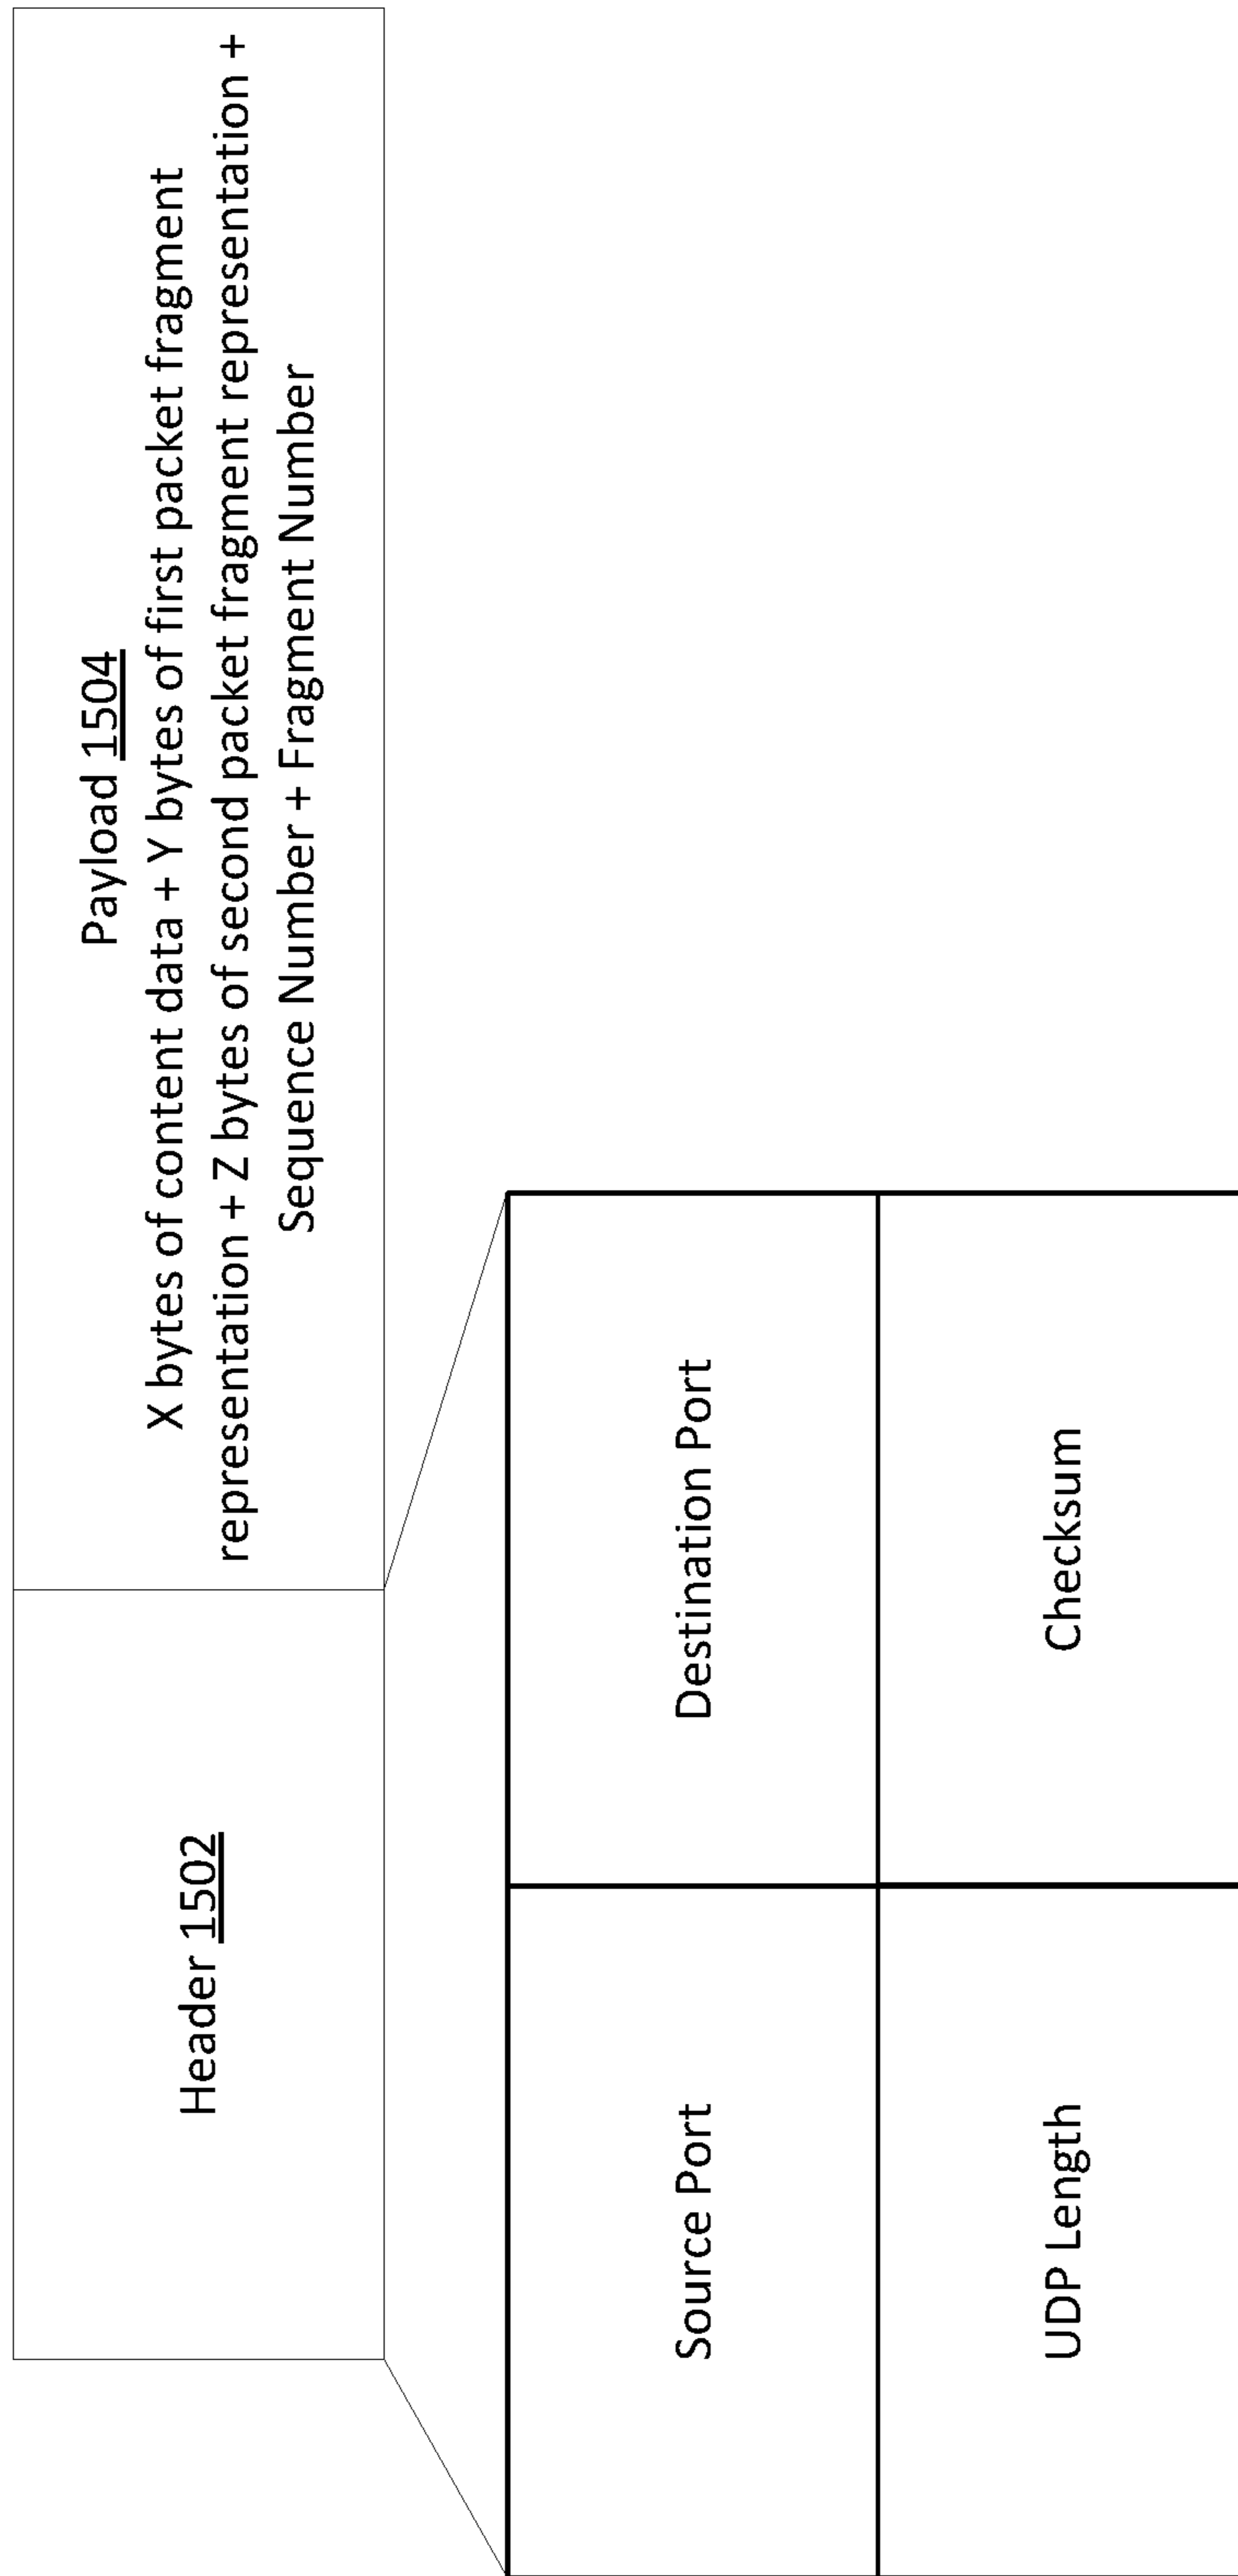 Header 1502
Payload 1504
X bytes of content data + Y bytes of first packet fragment
representation + Z bytes of second packet fragment representation +
Sequence Number + Fragment Number
Source Port
Destination Port
UDP Length
Checksum